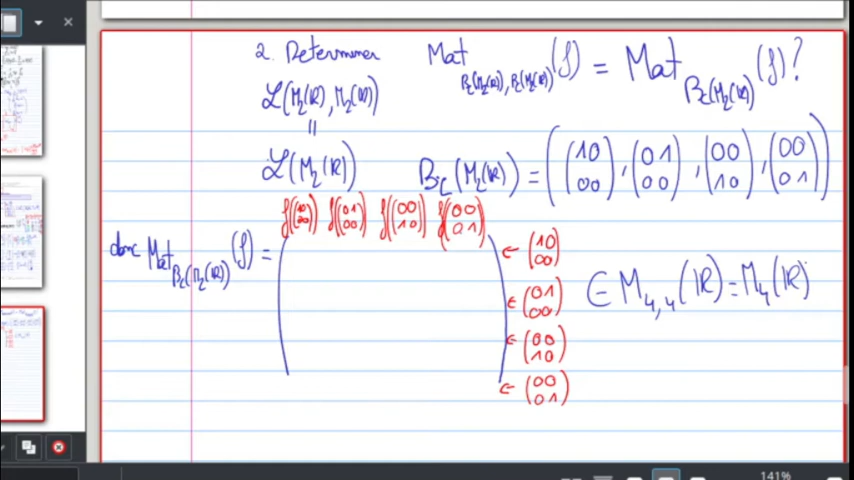 2. Determiner Mat_{B_C(M_2(ℝ)), B_C(M_2(ℝ))}(f) = Mat_{B_C(M_2(ℝ))}(f)?
ℒ(M_2(ℝ), M_2(ℝ))
=
ℒ(M_2(ℝ)) B_C(M_2(ℝ)) = ((1 0 / 0 0), (0 1 / 0 0), (0 0 / 1 0), (0 0 / 0 1))
f(1 0 / 0 0) f(0 1 / 0 0) f(0 0 / 1 0) f(0 0 / 0 1)
donc Mat_{B_C(M_2(ℝ))}(f) = ( ) ← (1 0 / 0 0)
← (0 1 / 0 0) ∈ M_{4,4}(ℝ) = M_4(ℝ)
← (0 0 / 1 0)
← (0 0 / 0 1)
141%